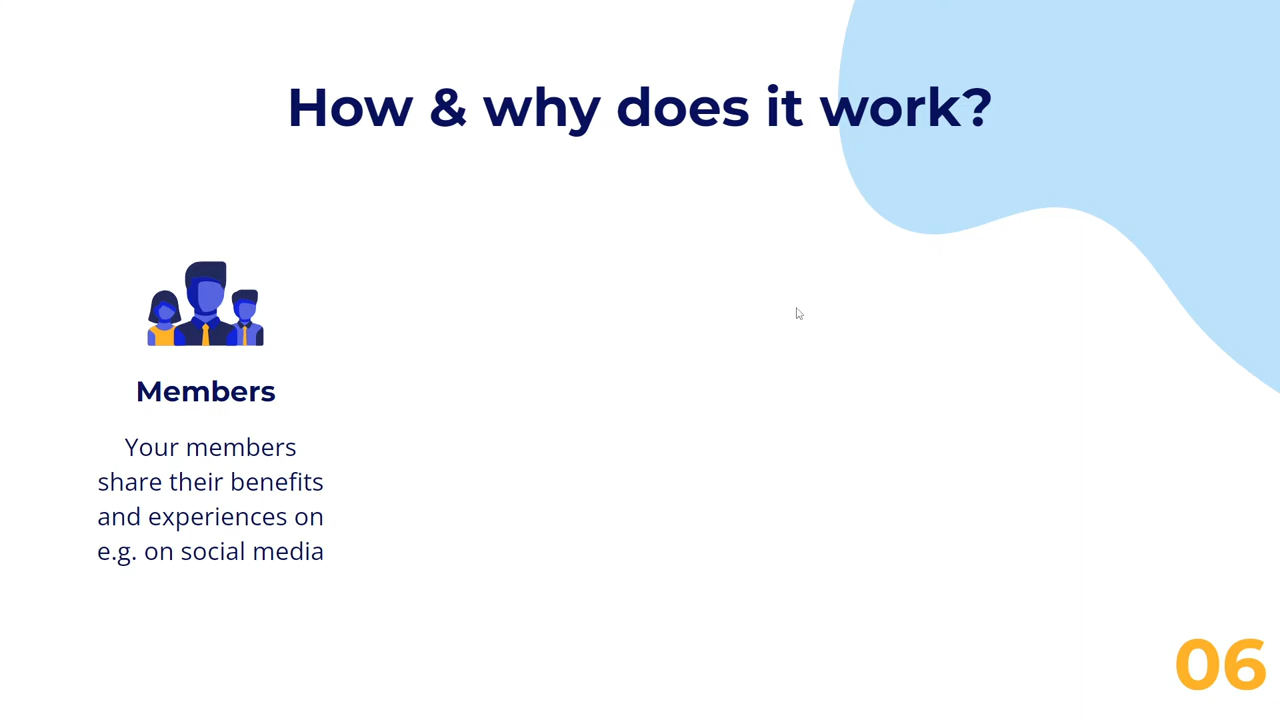 How & why does it work?
Members
Your members
share their benefits
and experiences on
e.g. on social media
06